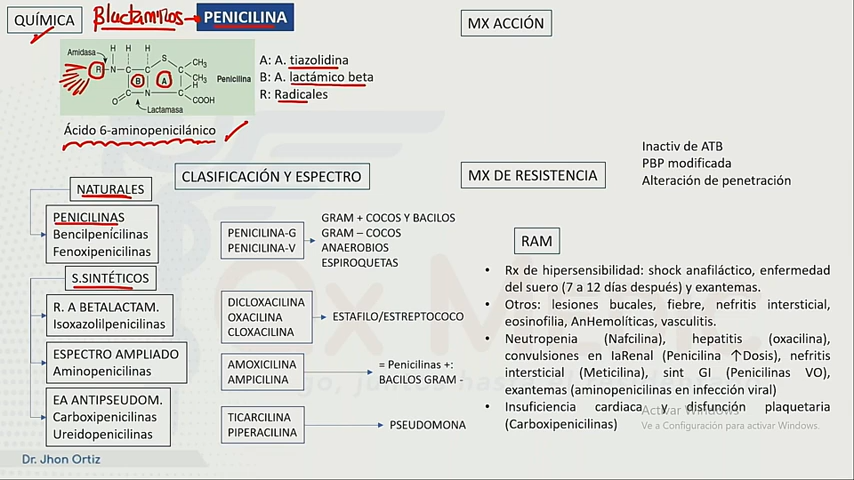 QUÍMICA
Blactamicos → PENICILINA
MX ACCIÓN
Amidasa
H H H
R N C C S C CH₃
CH₃
B A
H
O C N C COOH
Penicilina
Lactamasa
A: A. tiazolidina
B: A. lactámico beta
R: Radicales
Ácido 6-aminopenicilánico
CLASIFICACIÓN Y ESPECTRO
MX DE RESISTENCIA
Inactiv de ATB
PBP modificada
Alteración de penetración
NATURALES
PENICILINAS
Bencilpenicilinas
Fenoxipenicilinas
S.SINTÉTICOS
R. A BETALACTAM.
Isoxazolilpenicilinas
ESPECTRO AMPLIADO
Aminopenicilinas
EA ANTIPSEUDOM.
Carboxipenicilinas
Ureidopenicilinas
PENICILINA-G
PENICILINA-V
GRAM + COCOS Y BACILOS
GRAM – COCOS
ANAEROBIOS
ESPIROQUETAS
DICLOXACILINA
OXACILINA
CLOXACILINA
ESTAFILO/ESTREPTOCOCO
AMOXICILINA
AMPICILINA
= Penicilinas +:
BACILOS GRAM -
TICARCILINA
PIPERACILINA
PSEUDOMONA
RAM
• Rx de hipersensibilidad: shock anafiláctico, enfermedad
del suero (7 a 12 días después) y exantemas.
• Otros: lesiones bucales, fiebre, nefritis intersticial,
eosinofilia, AnHemolíticas, vasculitis.
• Neutropenia (Nafcilina), hepatitis (oxacilina),
convulsiones en IaRenal (Penicilina ↑Dosis), nefritis
intersticial (Meticilina), sint GI (Penicilinas VO),
exantemas (aminopenicilinas en infección viral)
• Insuficiencia cardiaca y disfunción plaquetaria
(Carboxipenicilinas)
Activar Windows
Ve a Configuración para activar Windows.
Dr. Jhon Ortiz